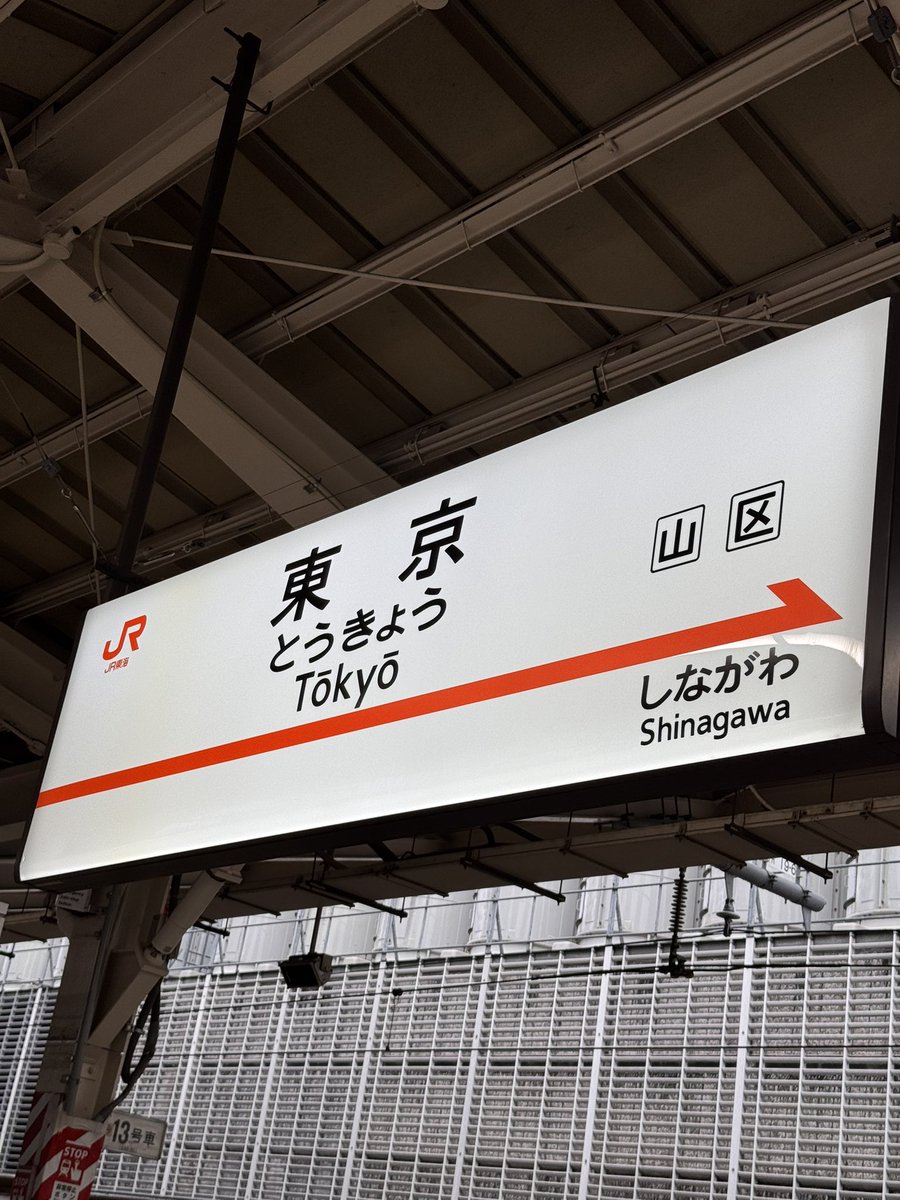 東京
とうきょう
Tōkyō
山 区
JR
JR東海
しながわ
Shinagawa
13号車
STOP